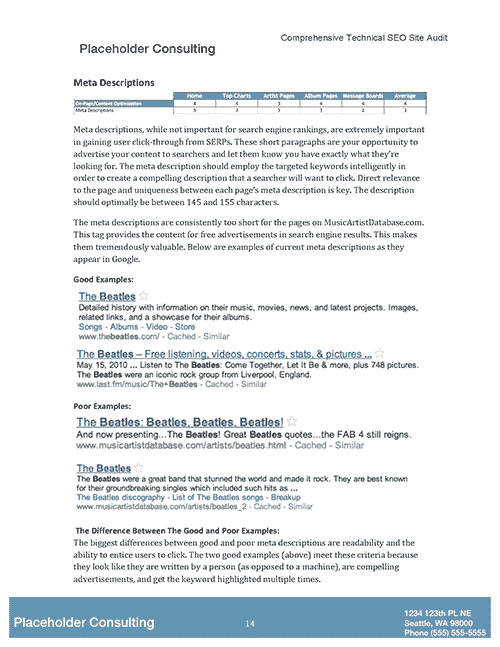 Comprehensive Technical SEO Site Audit
Placeholder Consulting
Meta Descriptions
Home Top Charts Artist Pages Album Pages Message Boards Average
On-Page/Content Optimization 4 4 3 4 4 4
Meta Descriptions 5 3 3 3 2 3
Meta descriptions, while not important for search engine rankings, are extremely important
in gaining user click-through from SERPs. These short paragraphs are your opportunity to
advertise your content to searchers and let them know you have exactly what they're
looking for. The meta description should employ the targeted keywords intelligently in
order to create a compelling description that a searcher will want to click. Direct relevance
to the page and uniqueness between each page's meta description is key. The description
should optimally be between 145 and 155 characters.
The meta descriptions are consistently too short for the pages on MusicArtistDatabase.com.
This tag provides the content for free advertisements in search engine results. This makes
them tremendously valuable. Below are examples of current meta descriptions as they
appear in Google.
Good Examples:
The Beatles
Detailed history with information on their music, movies, news, and latest projects. Images,
related links, and a showcase for their albums.
Songs - Albums - Video - Store
www.thebeatles.com/ - Cached - Similar
The Beatles – Free listening, videos, concerts, stats, & pictures ...
May 15, 2010 ... Listen to The Beatles: Come Together, Let It Be & more, plus 748 pictures.
The Beatles were an iconic rock group from Liverpool, England.
www.last.fm/music/The+Beatles - Cached - Similar
Poor Examples:
The Beatles: Beatles, Beatles, Beatles!
And now presenting...The Beatles! Great Beatles quotes...the FAB 4 still reigns.
www.musicartistdatabase.com/artists/beatles.html - Cached - Similar
The Beatles
The Beatles were a great band that stunned the world and made it rock. They are best known
for their groundbreaking singles which included such hits as ...
The Beatles discography - List of The Beatles songs - Breakup
www.musicartistdatabase.com/artists/beatles_2 - Cached - Similar
The Difference Between The Good and Poor Examples:
The biggest differences between good and poor meta descriptions are readability and the
ability to entice users to click. The two good examples (above) meet these criteria because
they look like they are written by a person (as opposed to a machine), are compelling
advertisements, and get the keyword highlighted multiple times.
Placeholder Consulting
14
1234 123th PL NE
Seattle, WA 98000
Phone (555) 555-5555